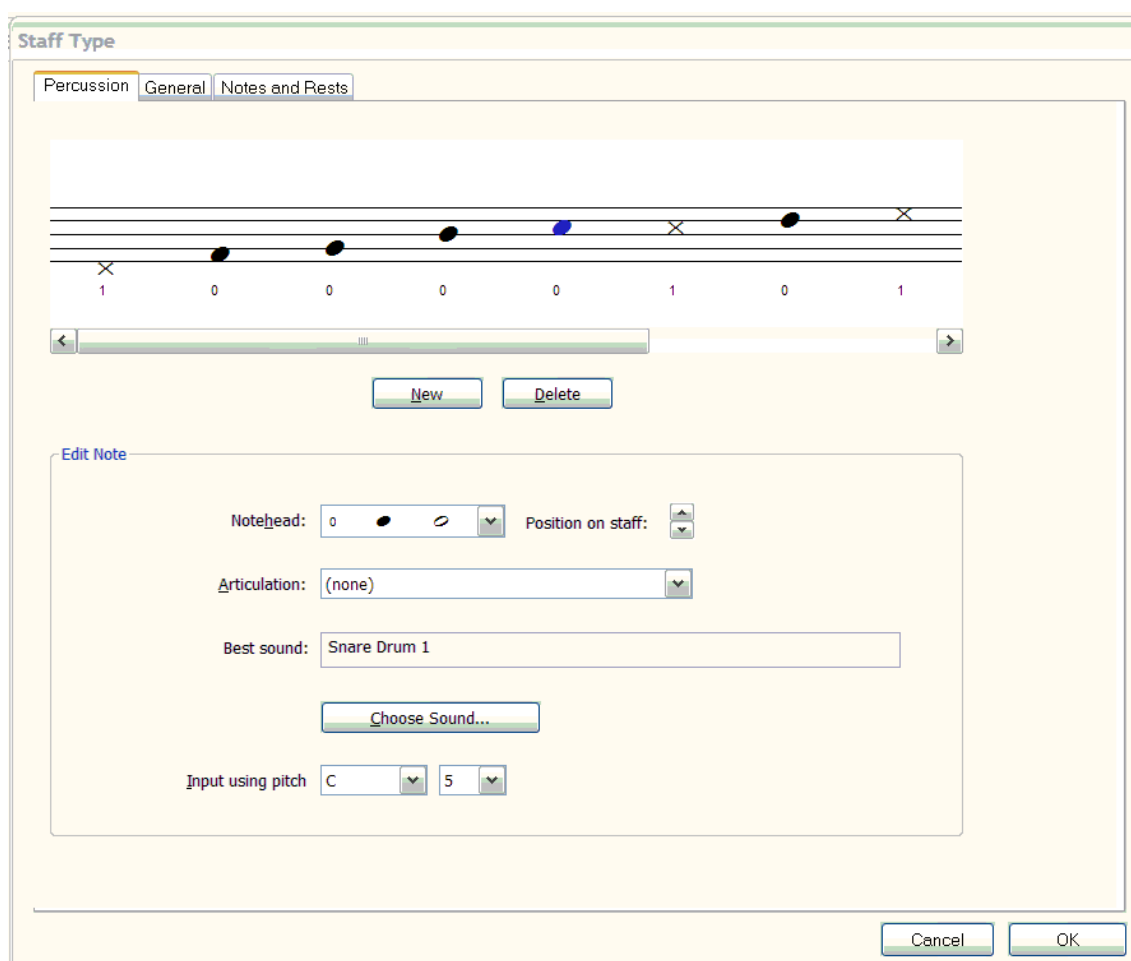 Staff Type
Percussion General Notes and Rests
1 0 0 0 0 1 0 1
New Delete
Edit Note
Notehead: 0 Position on staff:
Articulation: (none)
Best sound: Snare Drum 1
Choose Sound...
Input using pitch C 5
Cancel OK